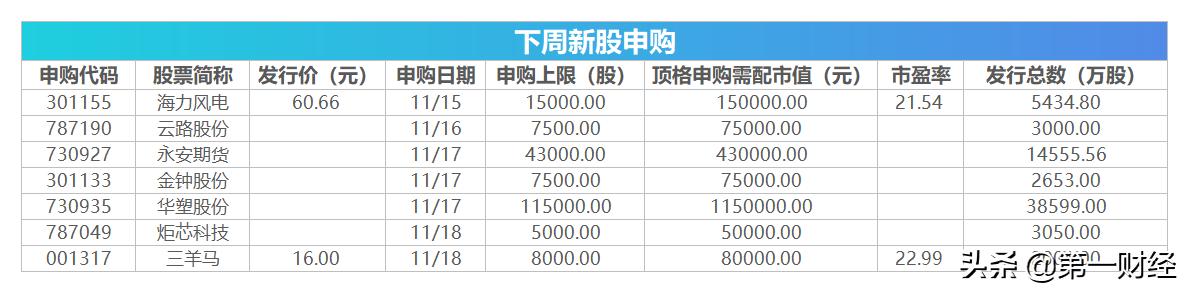 下周新股申购
申购代码 股票简称 发行价（元） 申购日期 申购上限（股） 顶格申购需配市值（元） 市盈率 发行总数（万股）
301155 海力风电 60.66 11/15 15000.00 150000.00 21.54 5434.80
787190 云路股份 11/16 7500.00 75000.00 3000.00
730927 永安期货 11/17 43000.00 430000.00 14555.56
301133 金钟股份 11/17 7500.00 75000.00 2653.00
730935 华塑股份 11/17 115000.00 1150000.00 38599.00
787049 炬芯科技 11/18 5000.00 50000.00 3050.00
001317 三羊马 16.00 11/18 8000.00 80000.00 22.99
头条 @第一财经